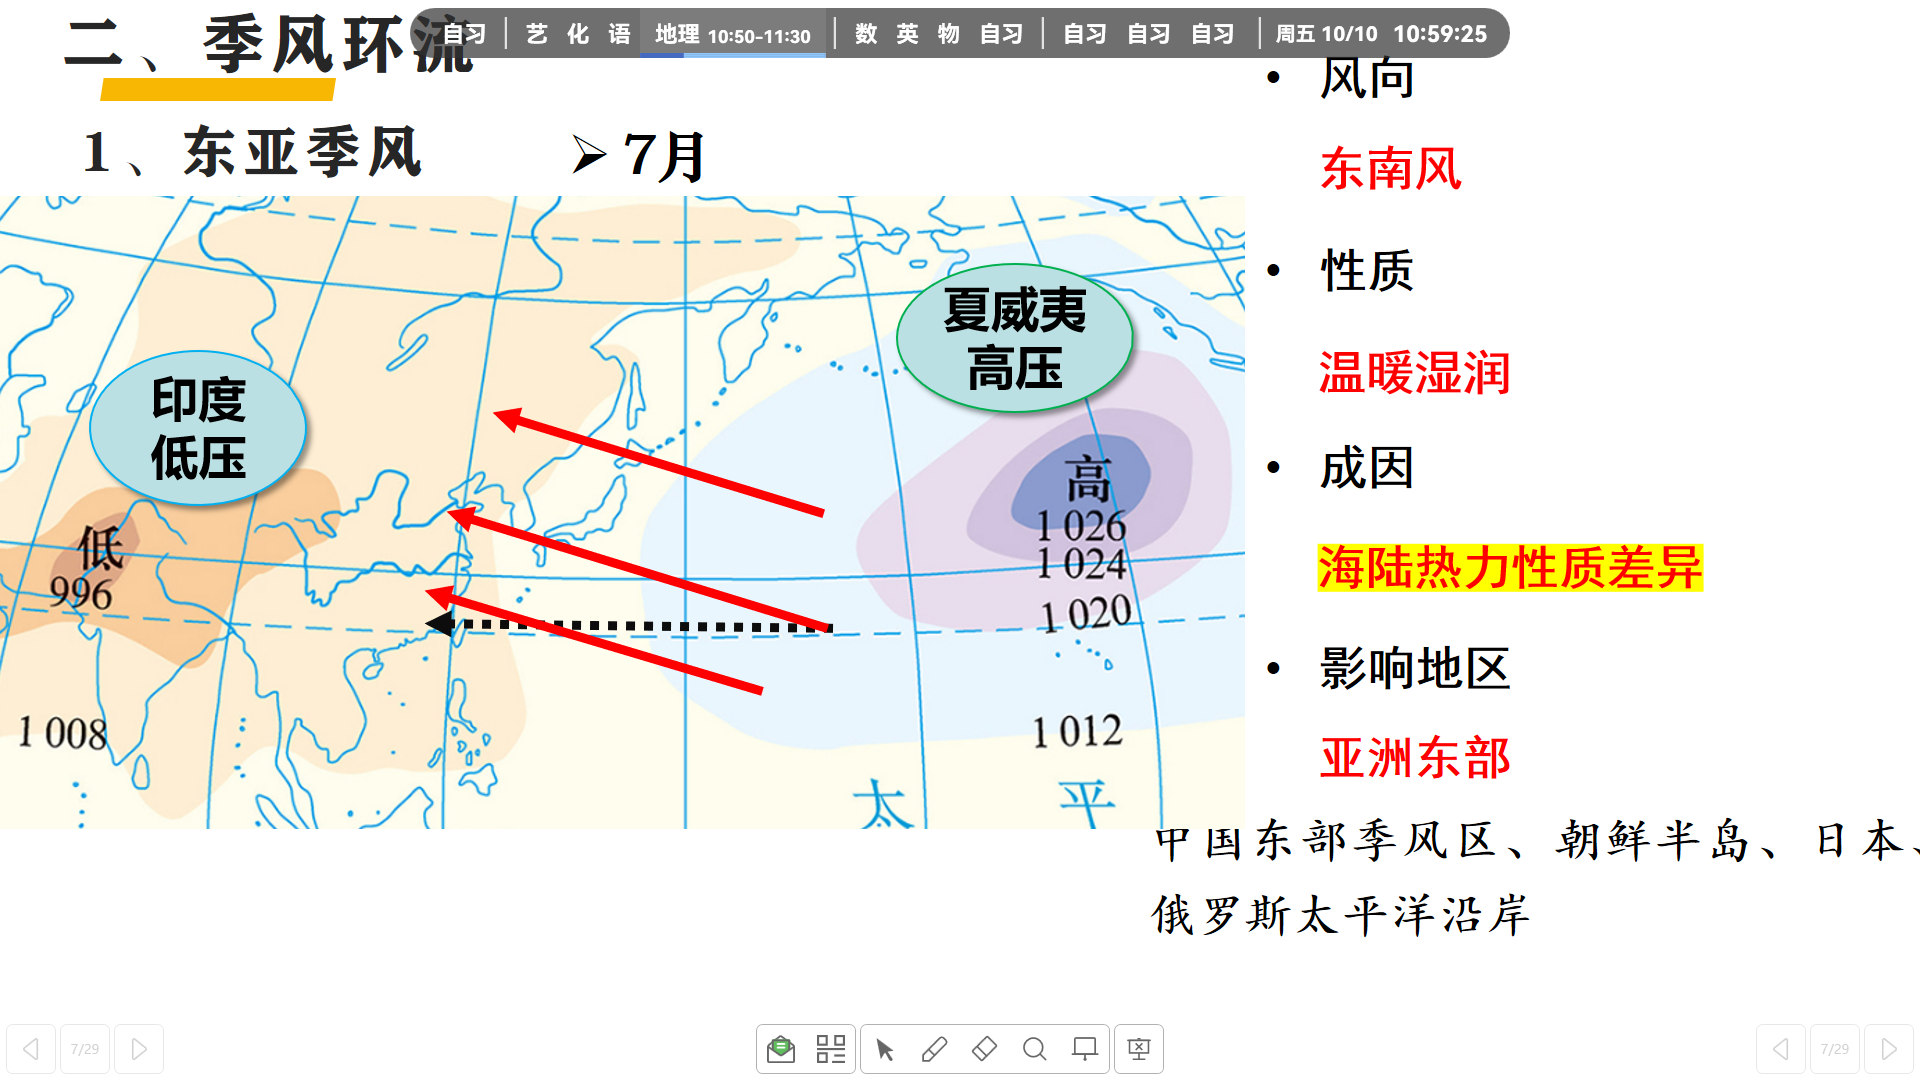 二、季风环流
自习 艺 化 语 地理 10:50-11:30 数 英 物 自习 自习 自习 自习 周五 10/10 10:59:25
1、东亚季风
➢ 7月
夏威夷
高压
印度
低压
高
1 026
1 024
1 020
1 012
低
996
1 008
太 平
• 风向
东南风
• 性质
温暖湿润
• 成因
海陆热力性质差异
• 影响地区
亚洲东部
中国东部季风区、朝鲜半岛、日本、
俄罗斯太平洋沿岸
7/29
7/29